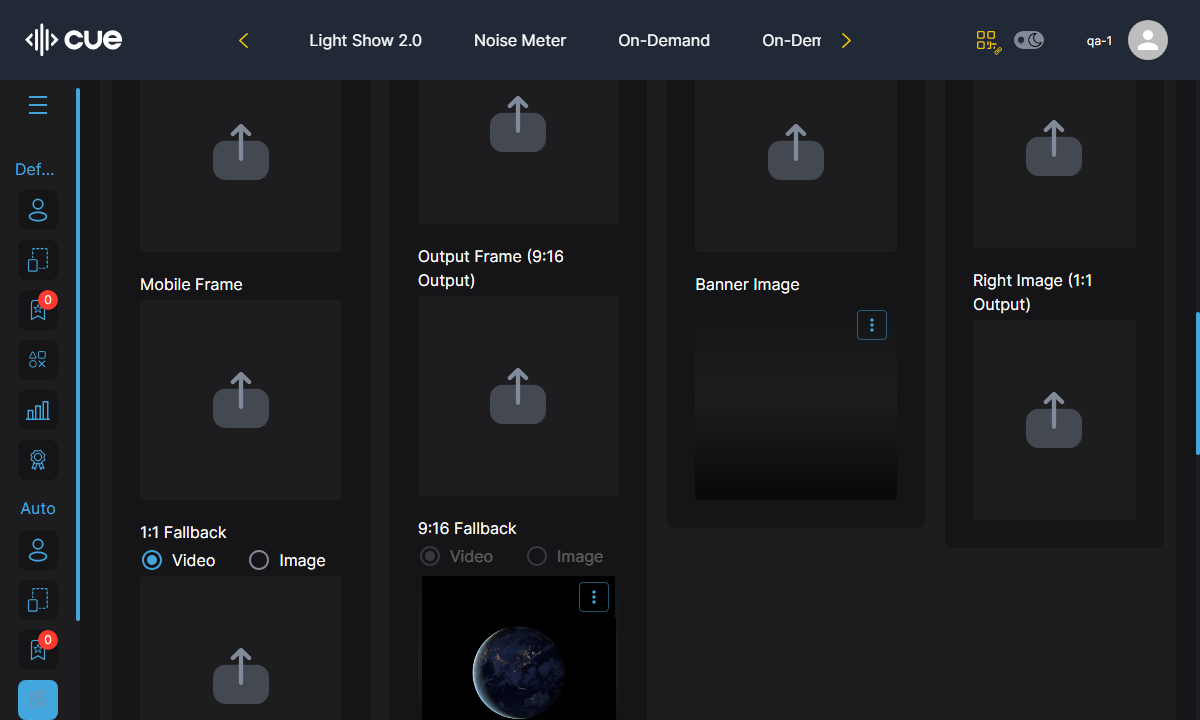 cue
Light Show 2.0
Noise Meter
On-Demand
On-Dem
qa-1
Def...
0
Auto
0
Mobile Frame
1:1 Fallback
Video
Image
Output Frame (9:16
Output)
9:16 Fallback
Video
Image
Banner Image
Right Image (1:1
Output)